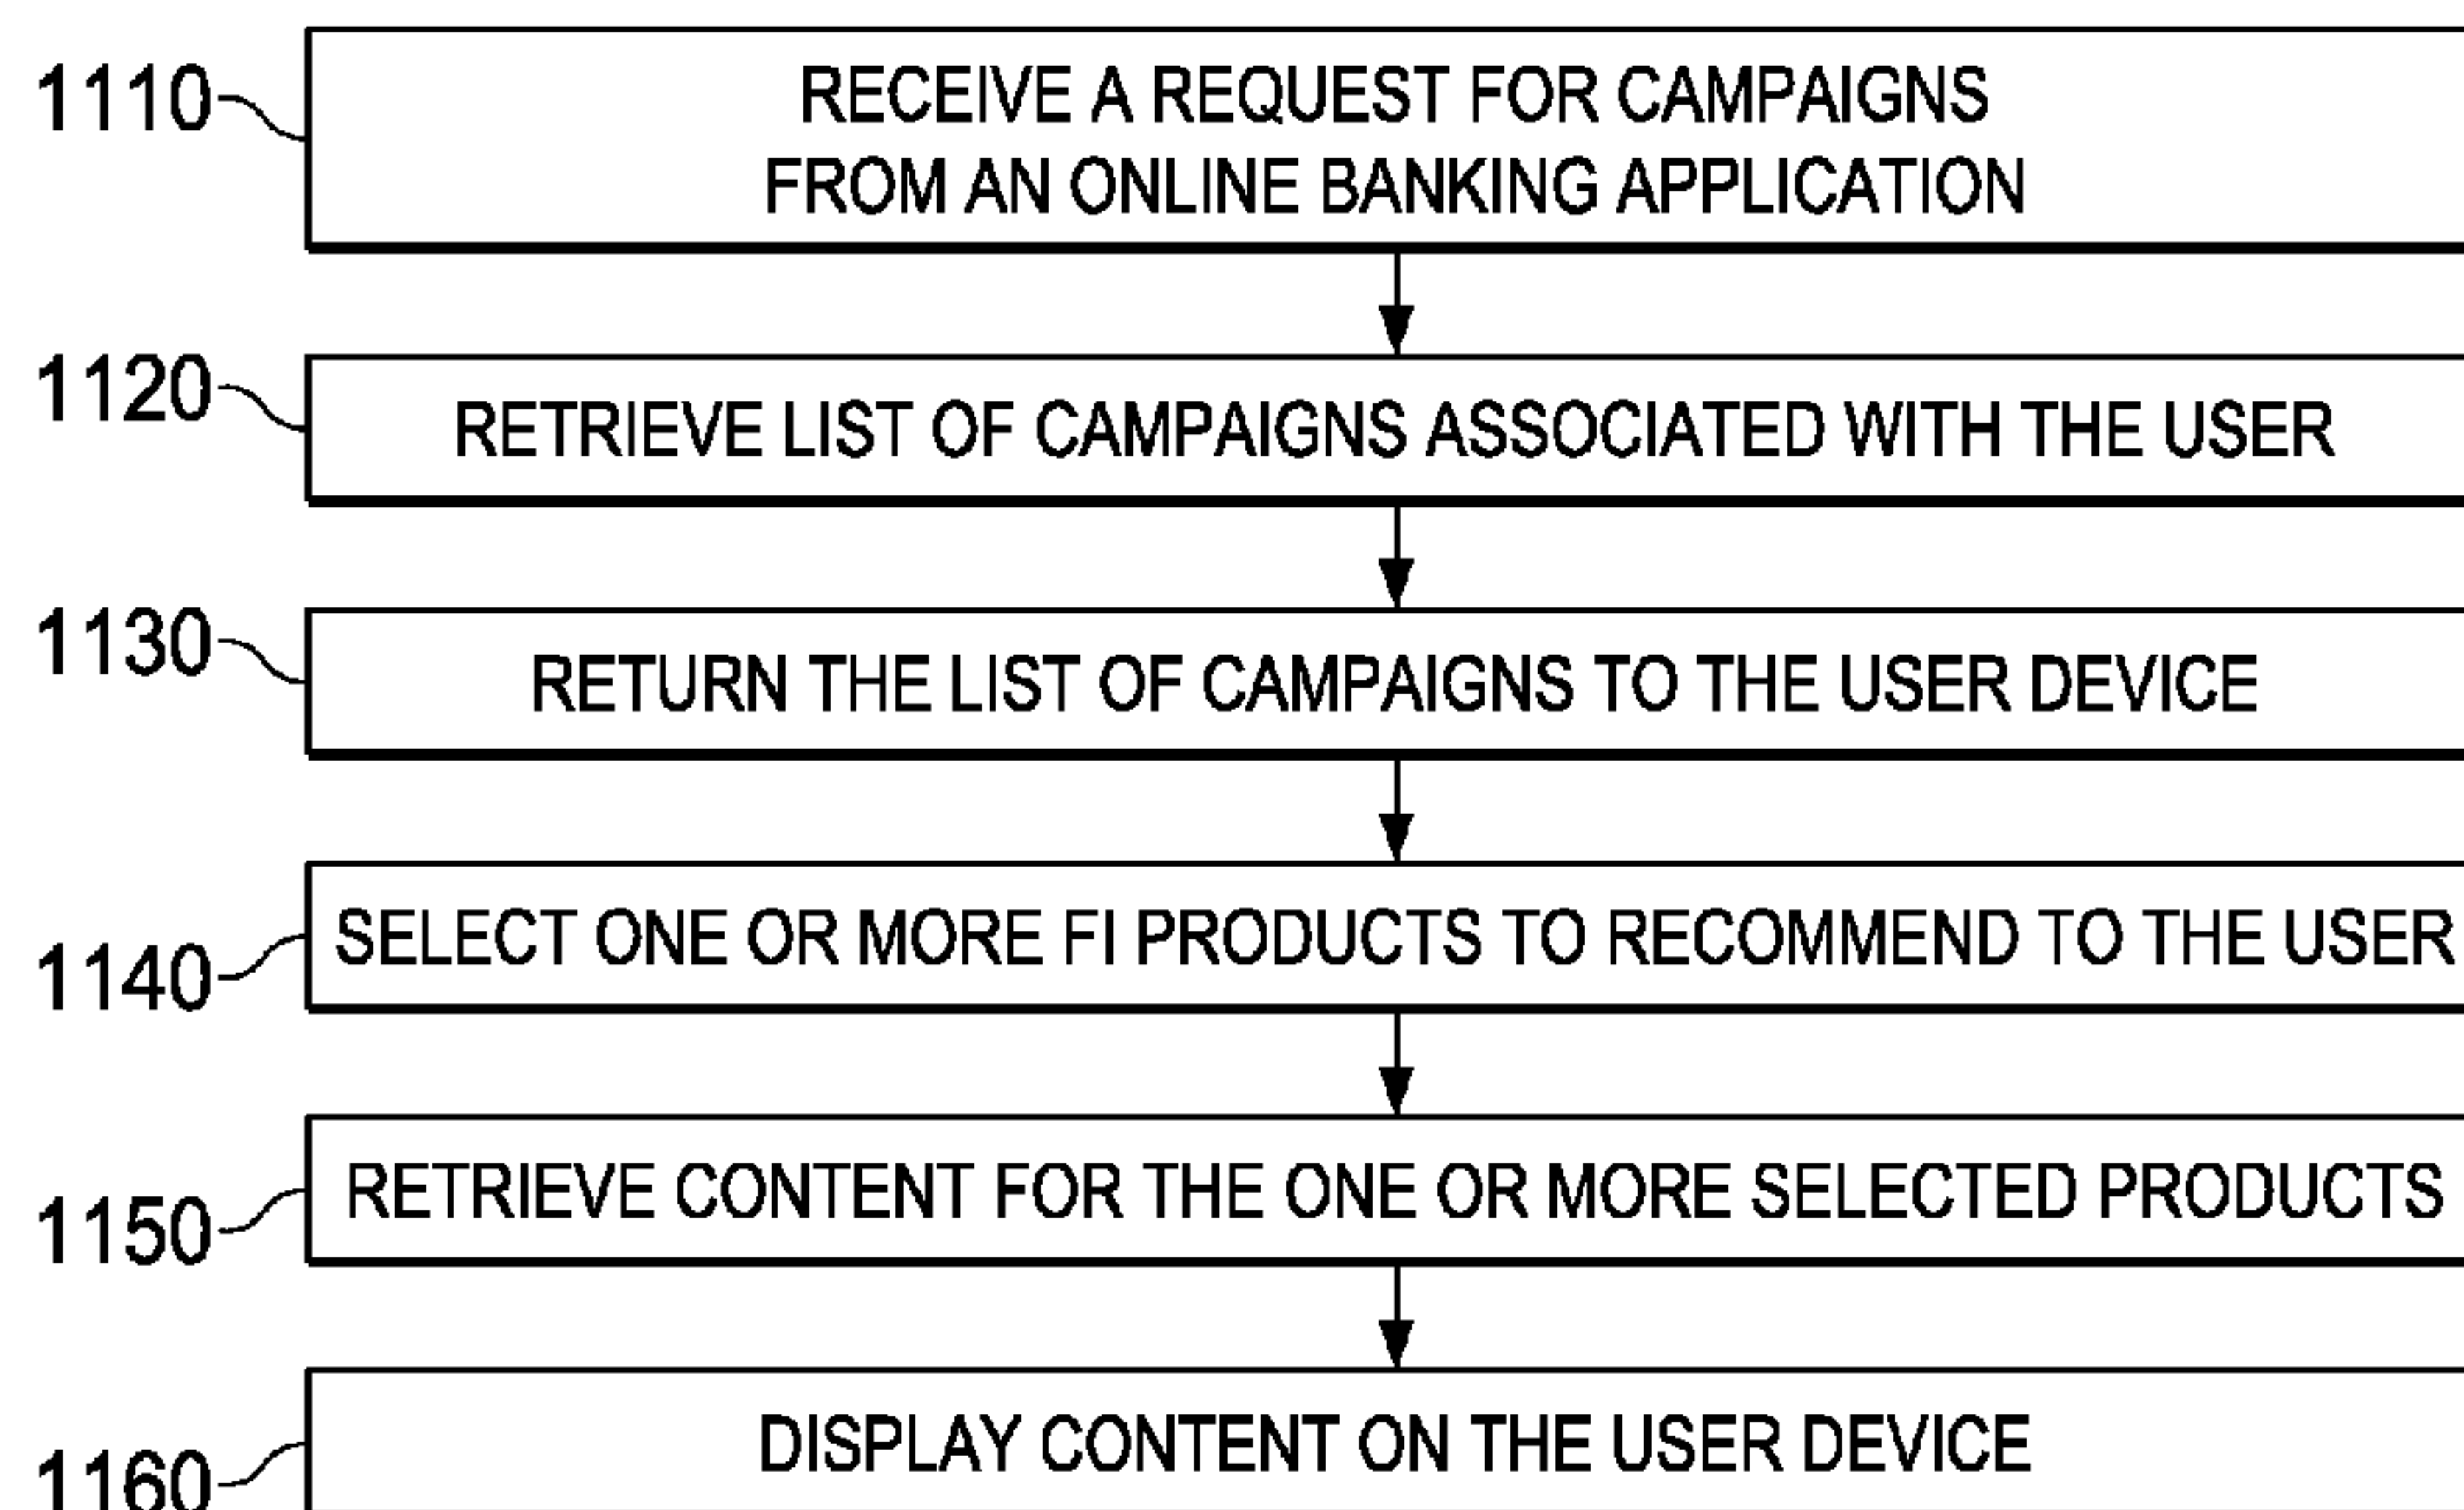 1110
RECEIVE A REQUEST FOR CAMPAIGNS
FROM AN ONLINE BANKING APPLICATION
1120
RETRIEVE LIST OF CAMPAIGNS ASSOCIATED WITH THE USER
1130
RETURN THE LIST OF CAMPAIGNS TO THE USER DEVICE
1140
SELECT ONE OR MORE FI PRODUCTS TO RECOMMEND TO THE USER
1150
RETRIEVE CONTENT FOR THE ONE OR MORE SELECTED PRODUCTS
1160
DISPLAY CONTENT ON THE USER DEVICE